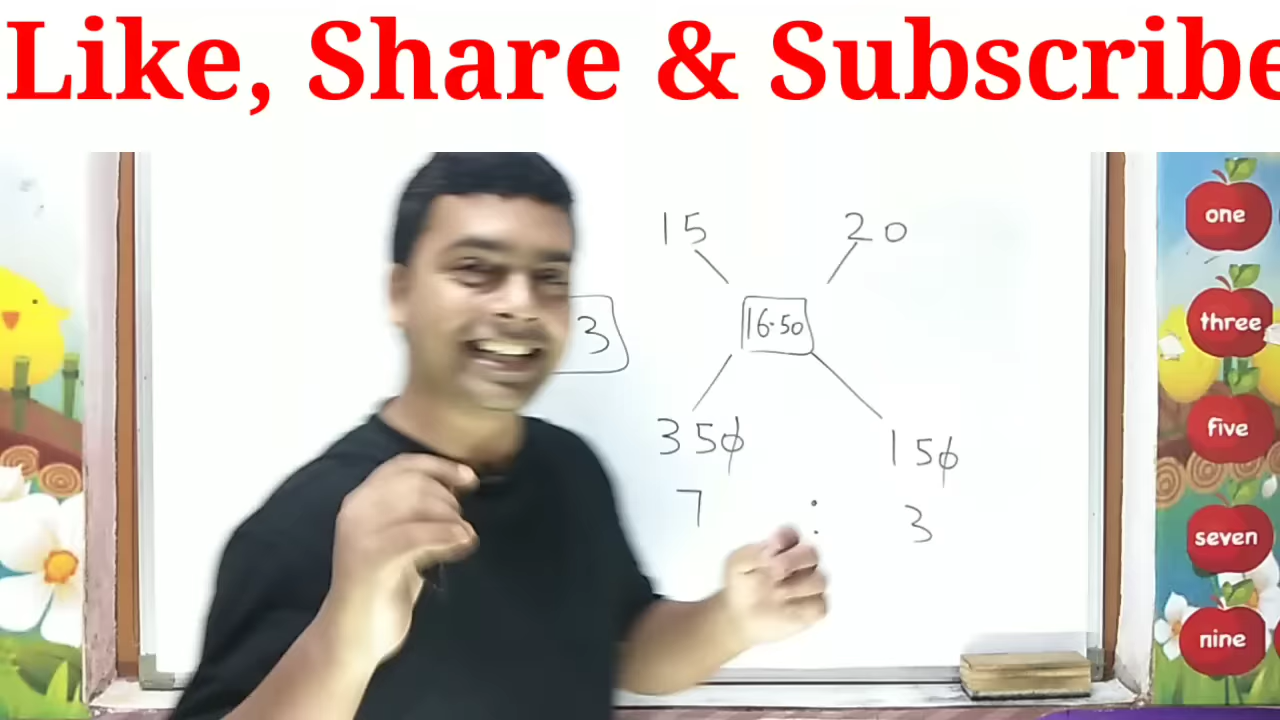 Like, Share & Subscribe
15 20
3 16.50
350 150
7 : 3
one
three
five
seven
nine